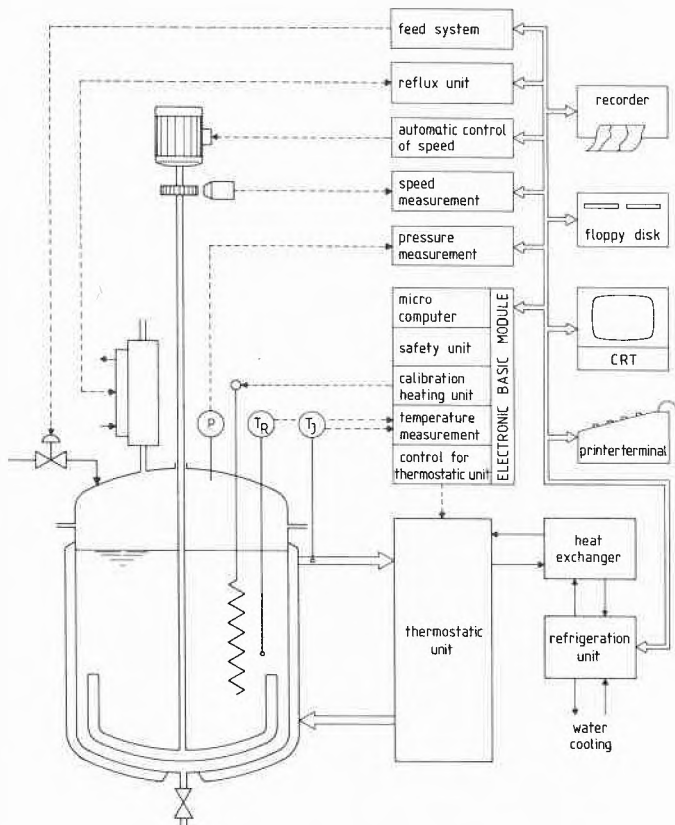 feed system
reflux unit
recorder
automatic control
of speed
speed
measurement
floppy disk
pressure
measurement
micro
computer
safety unit
calibration
heating unit
temperature
measurement
control for
thermostatic unit
ELECTRONIC BASIC MODULE
CRT
printerterminal
P
TR
TJ
thermostatic
unit
heat
exchanger
refrigeration
unit
water
cooling